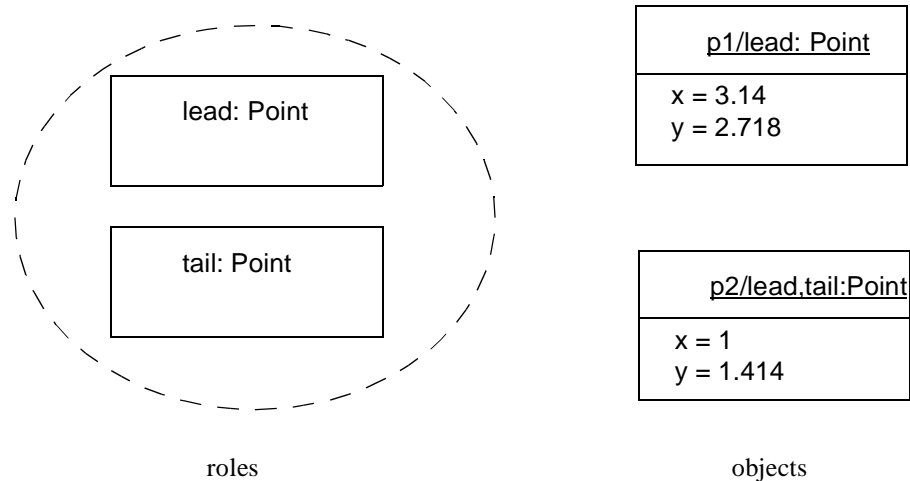 lead: Point
tail: Point
roles
p1/lead: Point
x = 3.14
y = 2.718
p2/lead,tail:Point
x = 1
y = 1.414
objects